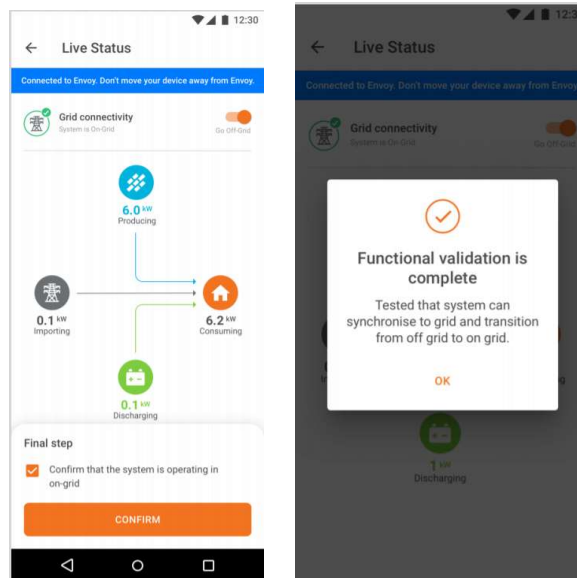 12:30
Live Status
Connected to Envoy. Don't move your device away from Envoy.
Grid connectivity
System is On-Grid
Go Off-Grid
6.0 kW
Producing
0.1 kW
Importing
6.2 kW
Consuming
0.1 kW
Discharging
Final step
Confirm that the system is operating in
on-grid
CONFIRM
12:3
Live Status
Connected to Envoy. Don't move your device away from Envoy
Grid connectivity
System is On-Grid
Go Off-Grid
Functional validation is
complete
Tested that system can
synchronise to grid and transition
from off grid to on grid.
OK
1 kW
Discharging